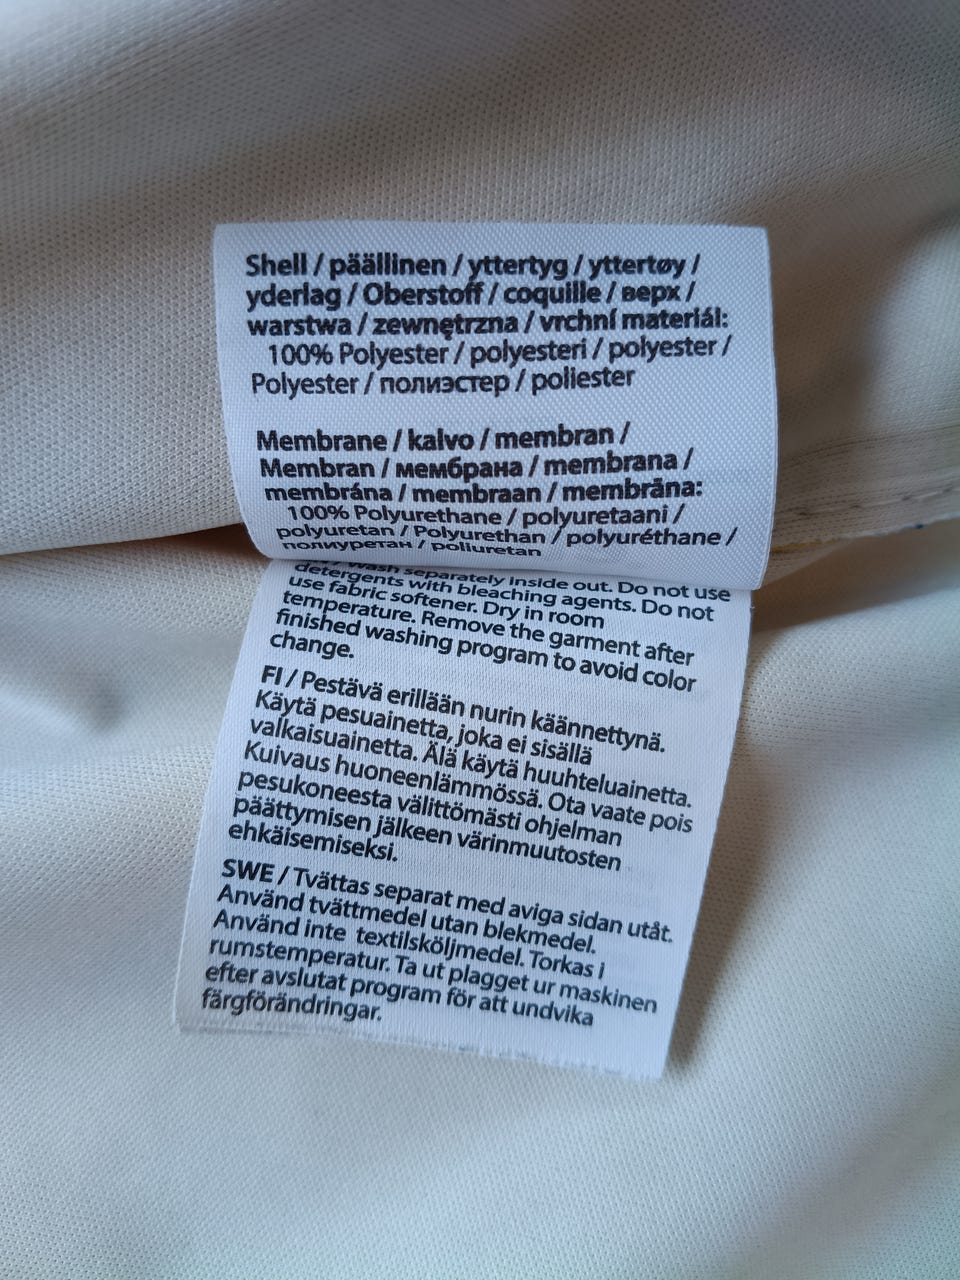 Shell / päällinen / yttertyg / yttertøy /
yderlag / Oberstoff / coquille / верх /
warstwa / zewnętrzna / vrchní materiál:
100% Polyester / polyesteri / polyester /
Polyester / полиэстер / poliester
Membrane / kalvo / membran /
Membran / мембрана / membrana /
membrána / membraan / membrāna:
100% Polyurethane / polyuretaani /
polyuretan / Polyurethan / polyuréthane /
полиуретан / poliuretan
wash separately inside out. Do not use
detergents with bleaching agents. Do not
use fabric softener. Dry in room
temperature. Remove the garment after
finished washing program to avoid color
change.
FI / Pestävä erillään nurin käännettynä.
Käytä pesuainetta, joka ei sisällä
valkaisuainetta. Älä käytä huuhteluainetta.
Kuivaus huoneenlämmössä. Ota vaate pois
pesukoneesta välittömästi ohjelman
päättymisen jälkeen värinmuutosten
ehkäisemiseksi.
SWE / Tvättas separat med aviga sidan utåt.
Använd tvättmedel utan blekmedel.
Använd inte textilsköljmedel. Torkas i
rumstemperatur. Ta ut plagget ur maskinen
efter avslutat program för att undvika
färgförändringar.